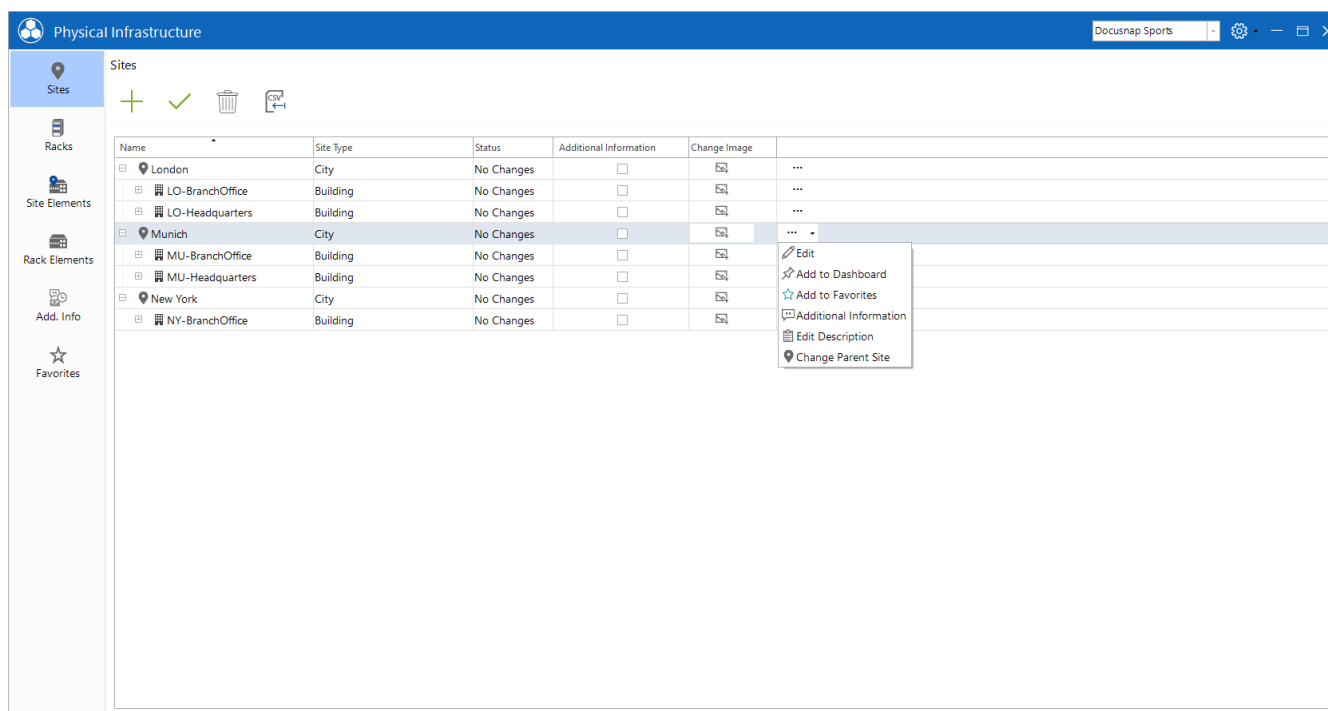 Physical Infrastructure
Docusnap Sports
Sites
Racks
Site Elements
Rack Elements
Add. Info
Favorites
Sites
CSV
Name Site Type Status Additional Information Change Image
London City No Changes ...
LO-BranchOffice Building No Changes ...
LO-Headquarters Building No Changes ...
Munich City No Changes ...
MU-BranchOffice Building No Changes
MU-Headquarters Building No Changes
New York City No Changes
NY-BranchOffice Building No Changes
Edit
Add to Dashboard
Add to Favorites
Additional Information
Edit Description
Change Parent Site